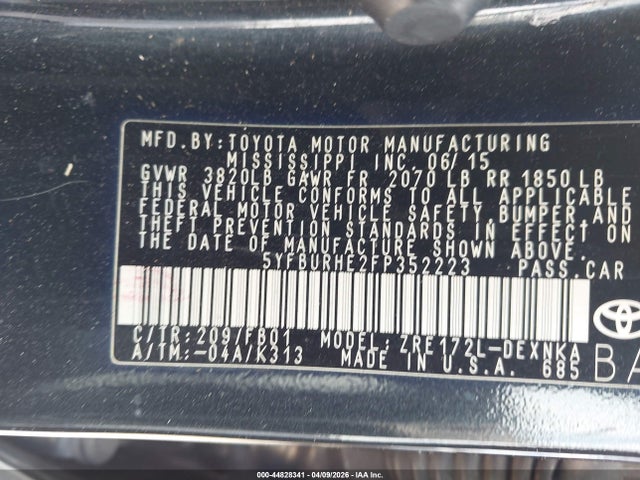 MFD. BY: TOYOTA MOTOR MANUFACTURING
MISSISSIPPI INC. 06/15
GVWR 3820LB GAWR FR 2070 LB RR 1850 LB
THIS VEHICLE CONFORMS TO ALL APPLICABLE
FEDERAL MOTOR VEHICLE SAFETY, BUMPER, AND
THEFT PREVENTION STANDARDS IN EFFECT ON
THE DATE OF MANUFACTURE SHOWN ABOVE.
5YFBURHE2FP352223 PASS.CAR
C/TR: 209/FB01 MODEL: ZRE172L-DEXNKA
A/TM: -04A/K313 MADE IN U.S.A. 685
BA
000-44828341 | 04/09/2026 - IAAI, Inc.